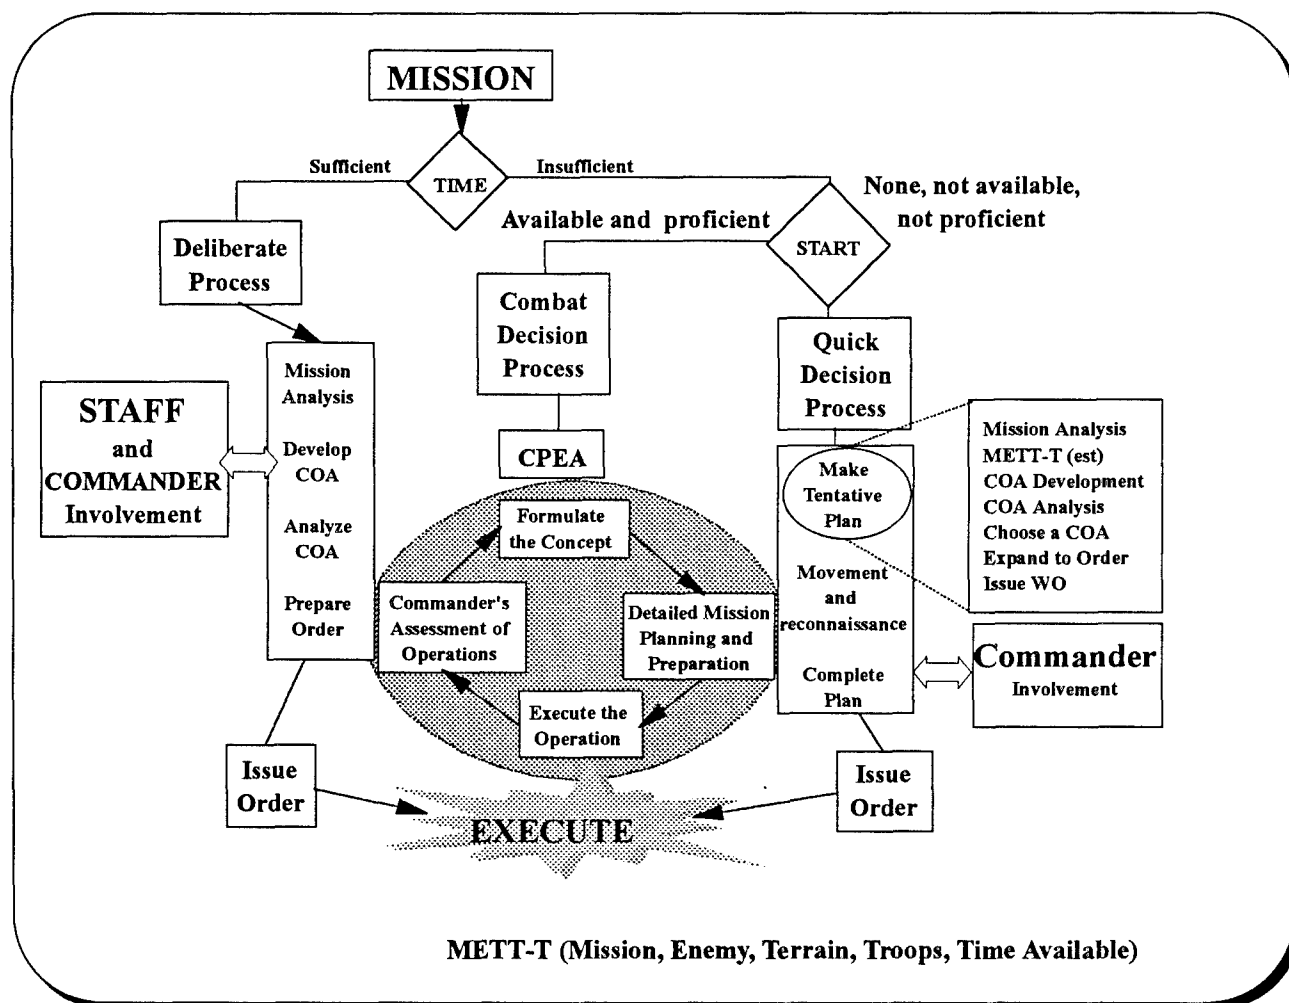 MISSION
TIME
Sufficient
Insufficient
None, not available,
not proficient
Available and proficient
START
Deliberate
Process
Combat
Decision
Process
Quick
Decision
Process
Mission
Analysis
Develop
COA
Analyze
COA
Prepare
Order
STAFF
and
COMMANDER
Involvement
CPEA
Formulate
the Concept
Commander's
Assessment of
Operations
Detailed Mission
Planning and
Preparation
Execute the
Operation
Make
Tentative
Plan
Movement
and
reconnaissance
Complete
Plan
Mission Analysis
METT-T (est)
COA Development
COA Analysis
Choose a COA
Expand to Order
Issue WO
Commander
Involvement
Issue
Order
Issue
Order
EXECUTE
METT-T (Mission, Enemy, Terrain, Troops, Time Available)